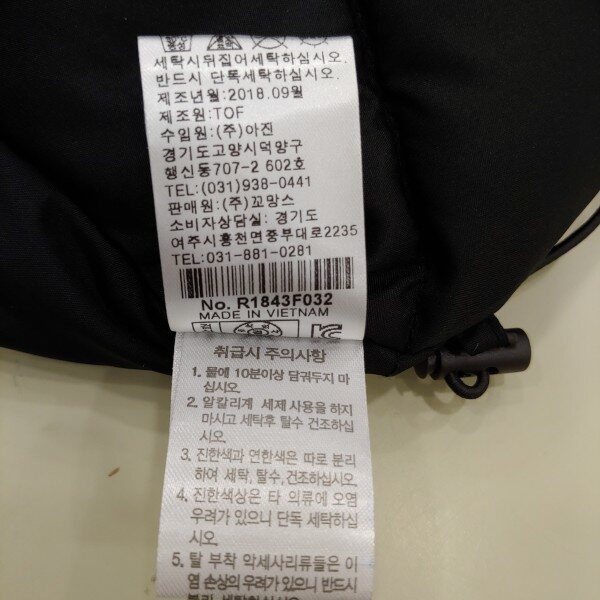 세탁시뒤집어세탁하십시오.
반드시 단독세탁하십시오.
제조년월:2018.09월
제조원:TOF
수임원:(주)아진
경기도고양시덕양구
행신동707-2 602호
TEL:(031)938-0441
판매원:(주)꼬망스
소비자상담실: 경기도
여주시흥천면중부대로2235
TEL:031-881-0281
No. R1843F032
MADE IN VIETNAM
취급시 주의사항
1. 물에 10분이상 담궈두지 마
십시오.
2. 알칼리계 세제 사용을 하지
마시고 세탁후 탈수 건조하십
시오.
3. 진한색과 연한색은 따로 분리
하여 세탁, 탈수, 건조하십시오.
4. 진한색상은 타 의류에 오염
우려가 있으니 단독 세탁하십
시오.
5. 탈 부착 악세사리류들은 이
염 손상의 우려가 있으니 반드시
분리 세탁하십시오